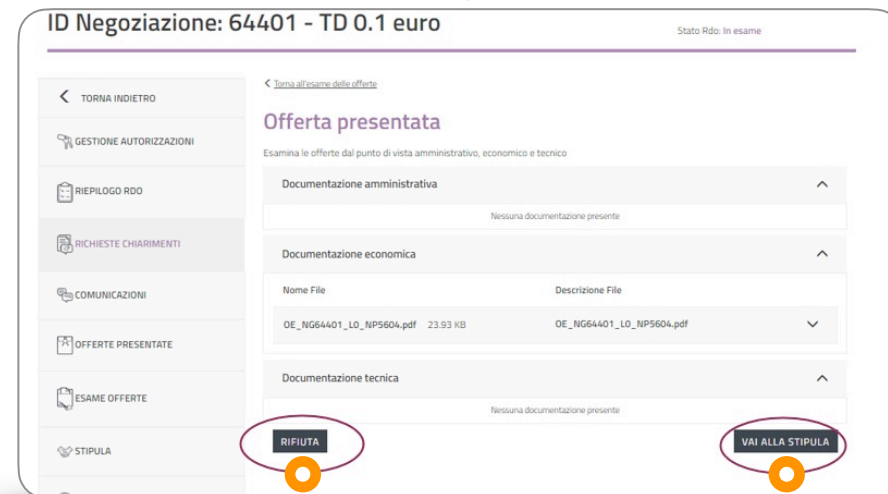 ID Negoziazione: 64401 - TD 0.1 euro
Stato Rdo: In esame
TORNA INDIETRO
GESTIONE AUTORIZZAZIONI
RIEPILOGO RDO
RICHIESTE CHIARIMENTI
COMUNICAZIONI
OFFERTE PRESENTATE
ESAME OFFERTE
STIPULA
Torna all'esame delle offerte
Offerta presentata
Esamina le offerte dal punto di vista amministrativo, economico e tecnico
Documentazione amministrativa
Nessuna documentazione presente
Documentazione economica
Nome File Descrizione File
OE_NG64401_L0_NP5604.pdf 23.93 KB OE_NG64401_L0_NP5604.pdf
Documentazione tecnica
Nessuna documentazione presente
RIFIUTA VAI ALLA STIPULA